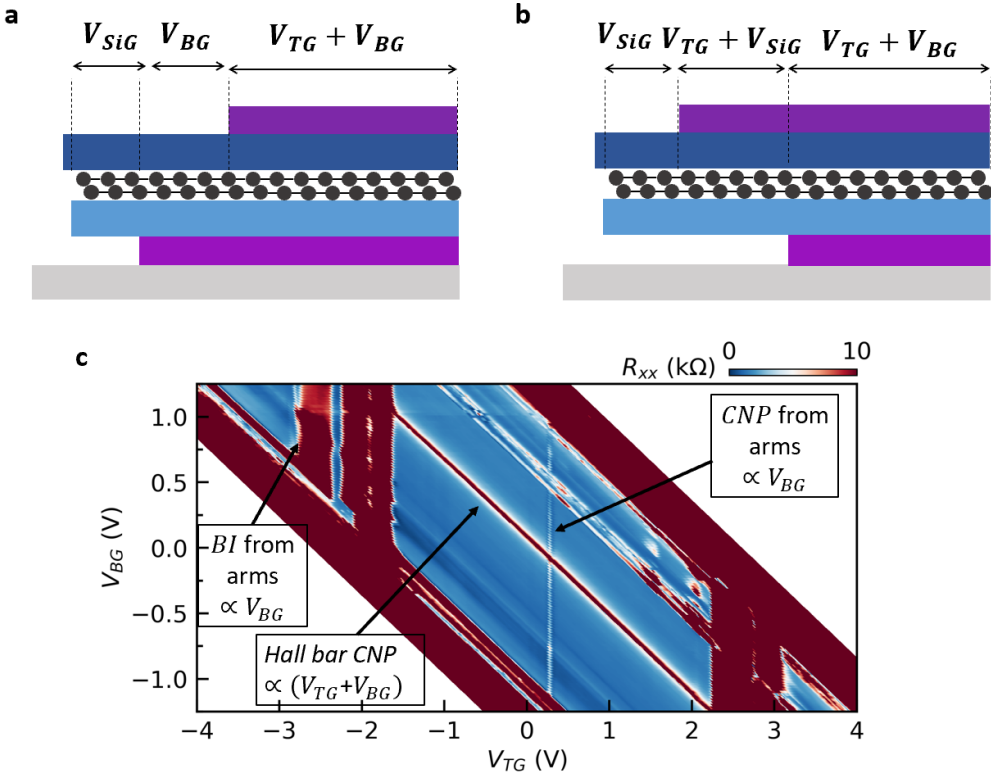 a
V_SiG V_BG V_TG + V_BG
b
V_SiG V_TG + V_SiG V_TG + V_BG
c
R_xx (kΩ)
0
10
CNP from
arms
∝ V_BG
BI from
arms
∝ V_BG
Hall bar CNP
∝ (V_TG+V_BG)
V_BG (V)
1.0
0.5
0.0
−0.5
−1.0
−4 −3 −2 −1 0 1 2 3 4
V_TG (V)